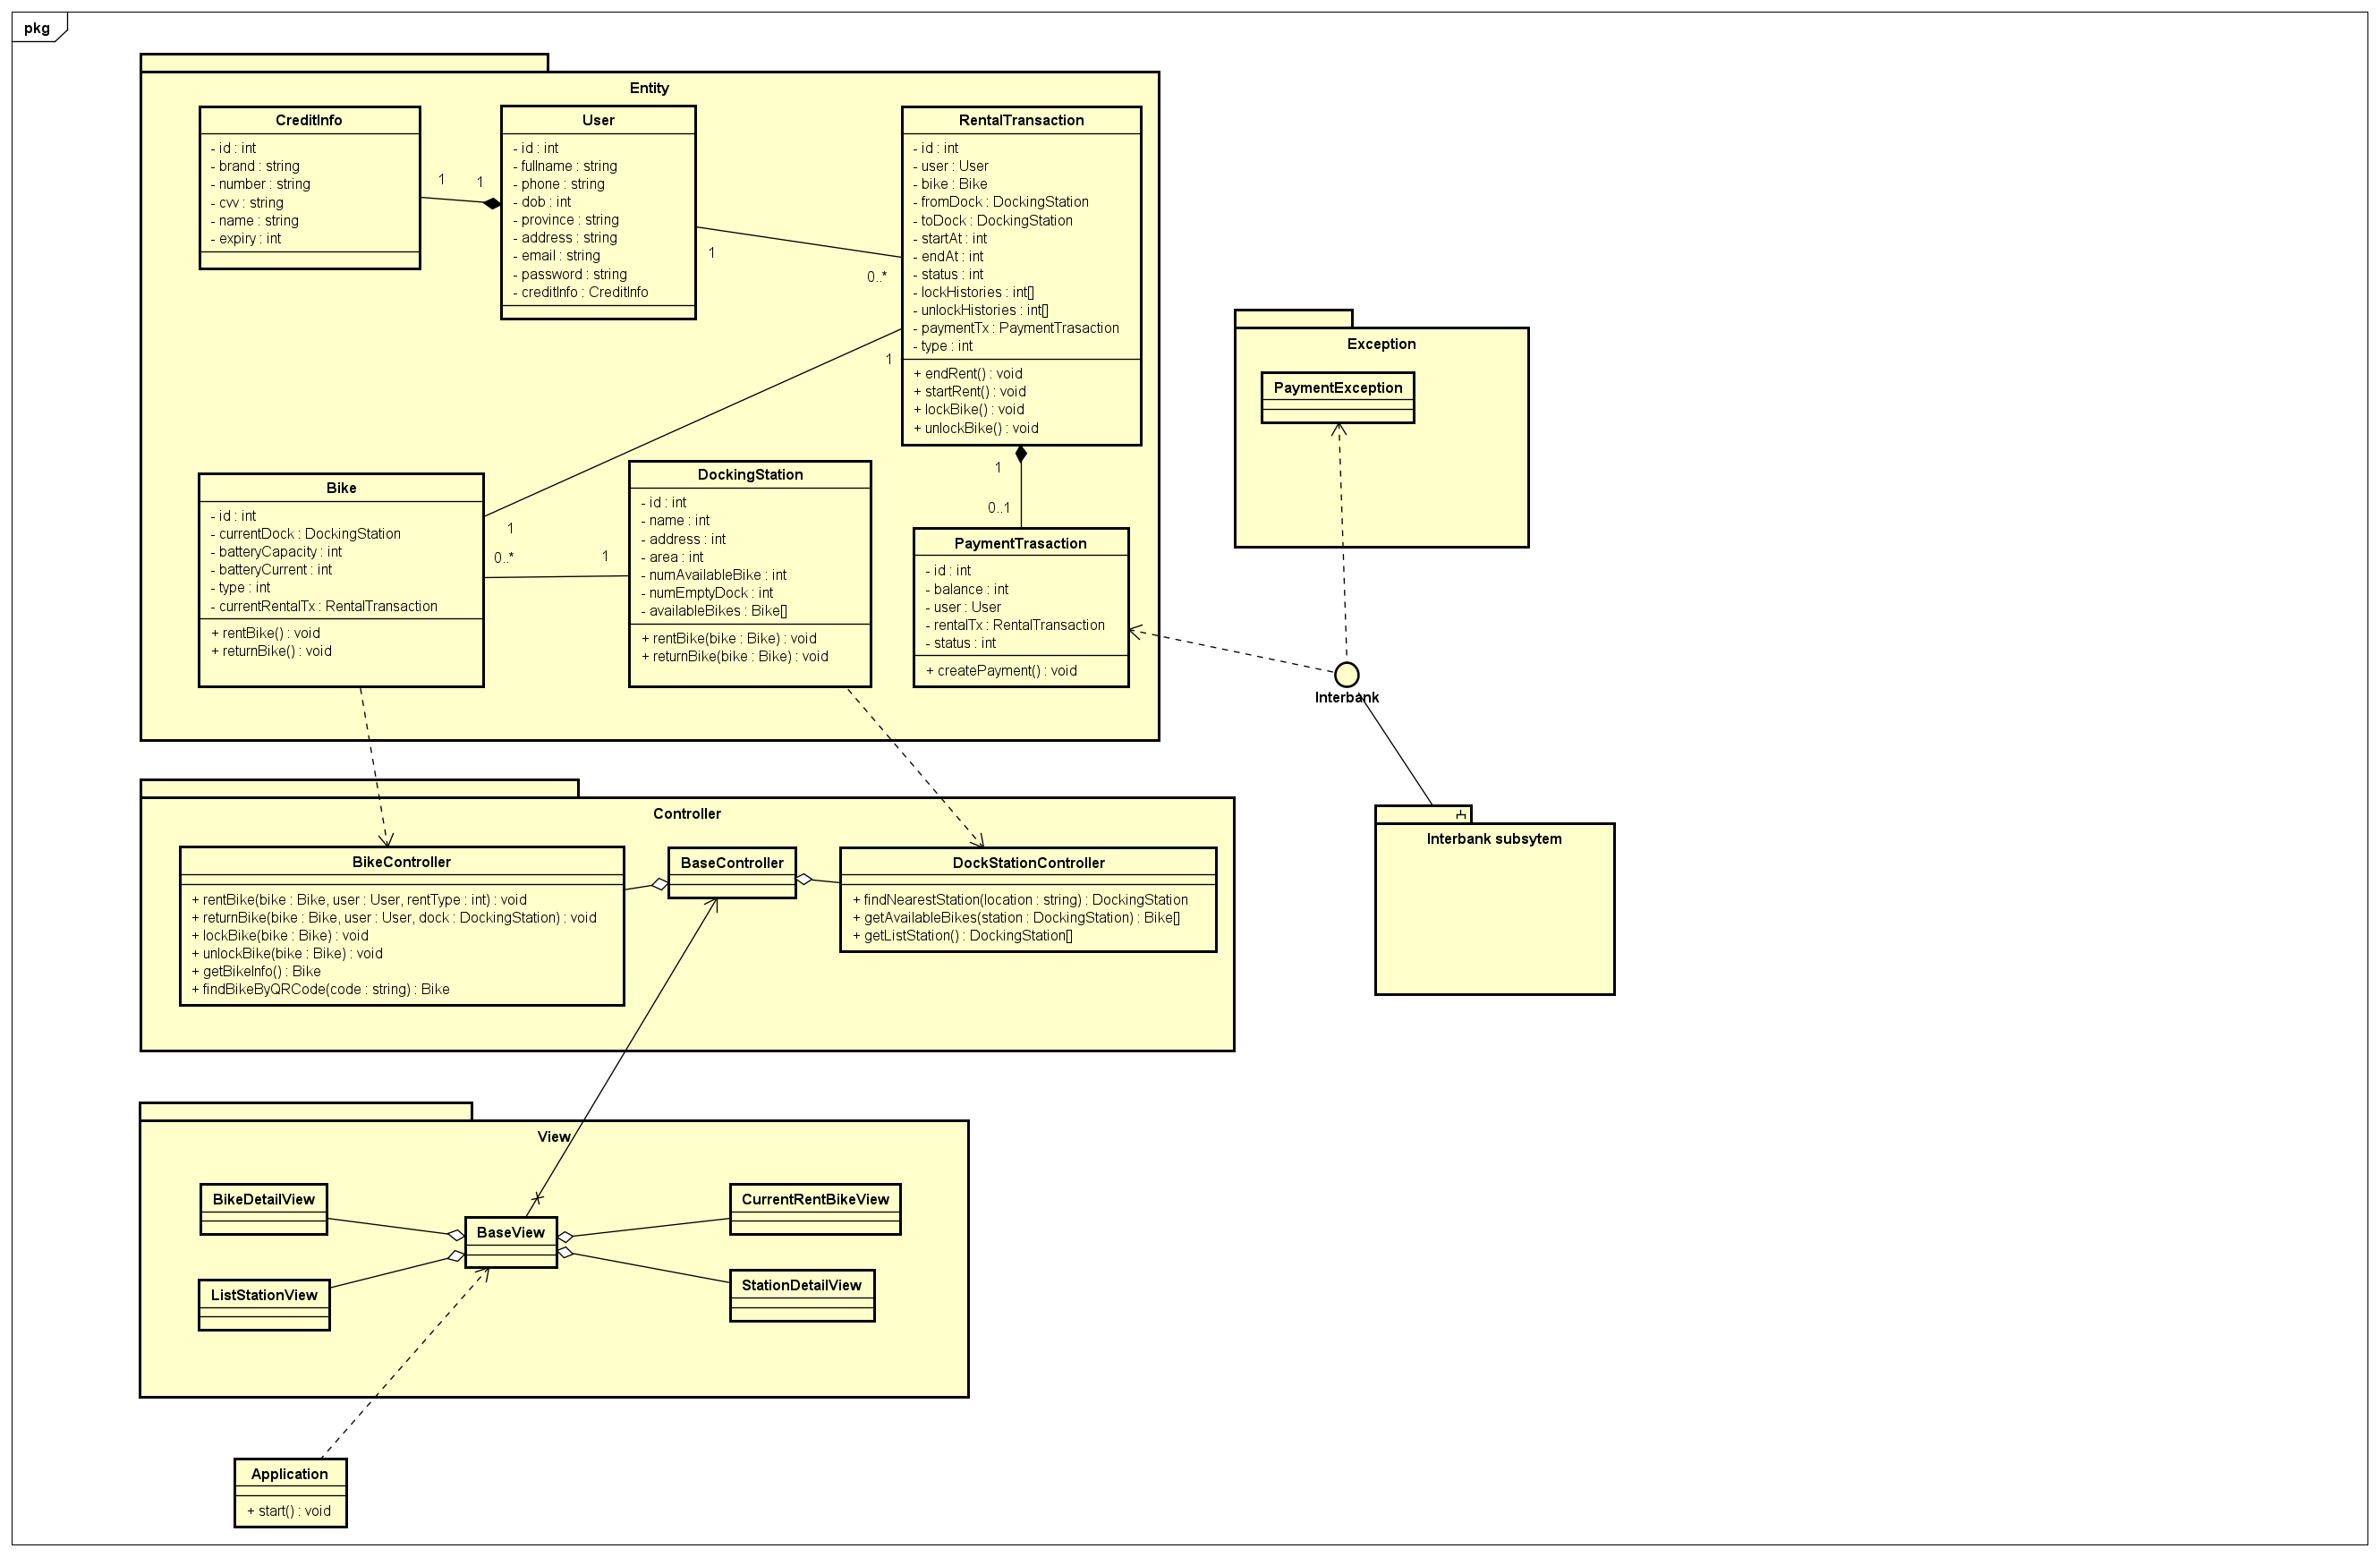 pkg
Entity
CreditInfo
- id : int
- brand : string
- number : string
- cvv : string
- name : string
- expiry : int
1
1
User
- id : int
- fullname : string
- phone : string
- dob : int
- province : string
- address : string
- email : string
- password : string
- creditInfo : CreditInfo
1
0..*
RentalTransaction
- id : int
- user : User
- bike : Bike
- fromDock : DockingStation
- toDock : DockingStation
- startAt : int
- endAt : int
- status : int
- lockHistories : int[]
- unlockHistories : int[]
- paymentTx : PaymentTrasaction
- type : int
+ endRent() : void
+ startRent() : void
+ lockBike() : void
+ unlockBike() : void
1
1
0..1
Bike
- id : int
- currentDock : DockingStation
- batteryCapacity : int
- batteryCurrent : int
- type : int
- currentRentalTx : RentalTransaction
+ rentBike() : void
+ returnBike() : void
1
0..*
1
DockingStation
- id : int
- name : int
- address : int
- area : int
- numAvailableBike : int
- numEmptyDock : int
- availableBikes : Bike[]
+ rentBike(bike : Bike) : void
+ returnBike(bike : Bike) : void
PaymentTrasaction
- id : int
- balance : int
- user : User
- rentalTx : RentalTransaction
- status : int
+ createPayment() : void
Exception
PaymentException
Interbank
Interbank subsytem
Controller
BikeController
+ rentBike(bike : Bike, user : User, rentType : int) : void
+ returnBike(bike : Bike, user : User, dock : DockingStation) : void
+ lockBike(bike : Bike) : void
+ unlockBike(bike : Bike) : void
+ getBikeInfo() : Bike
+ findBikeByQRCode(code : string) : Bike
BaseController
DockStationController
+ findNearestStation(location : string) : DockingStation
+ getAvailableBikes(station : DockingStation) : Bike[]
+ getListStation() : DockingStation[]
View
BikeDetailView
BaseView
CurrentRentBikeView
ListStationView
StationDetailView
Application
+ start() : void